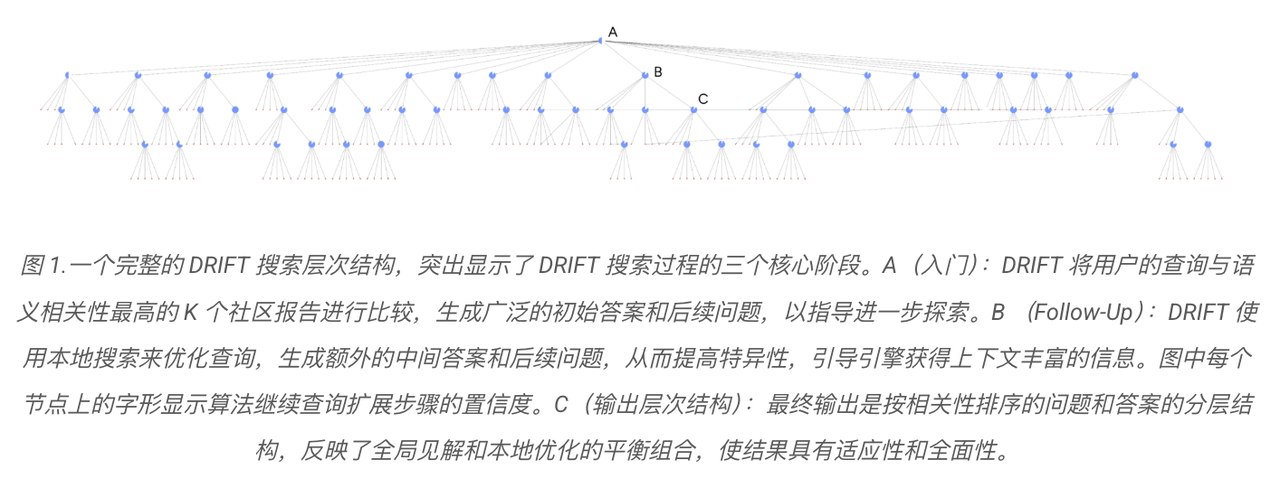 A
B
C
图 1.一个完整的 DRIFT 搜索层次结构，突出显示了 DRIFT 搜索过程的三个核心阶段。A（入门）：DRIFT 将用户的查询与语
义相关性最高的 K 个社区报告进行比较，生成广泛的初始答案和后续问题，以指导进一步探索。B （Follow-Up）：DRIFT 使
用本地搜索来优化查询，生成额外的中间答案和后续问题，从而提高特异性，引导引擎获得上下文丰富的信息。图中每个
节点上的字形显示算法继续查询扩展步骤的置信度。C（输出层次结构）：最终输出是按相关性排序的问题和答案的分层结
构，反映了全局见解和本地优化的平衡组合，使结果具有适应性和全面性。